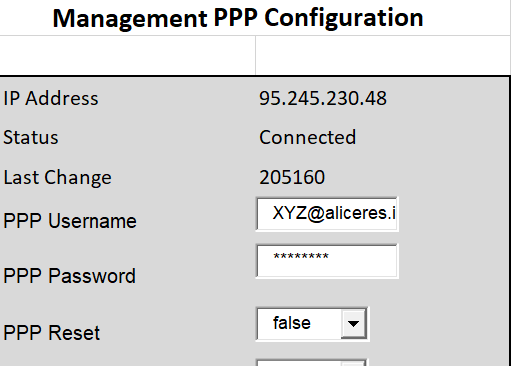 Management PPP Configuration
IP Address 95.245.230.48
Status Connected
Last Change 205160
PPP Username XYZ@aliceres.i
PPP Password ********
PPP Reset false